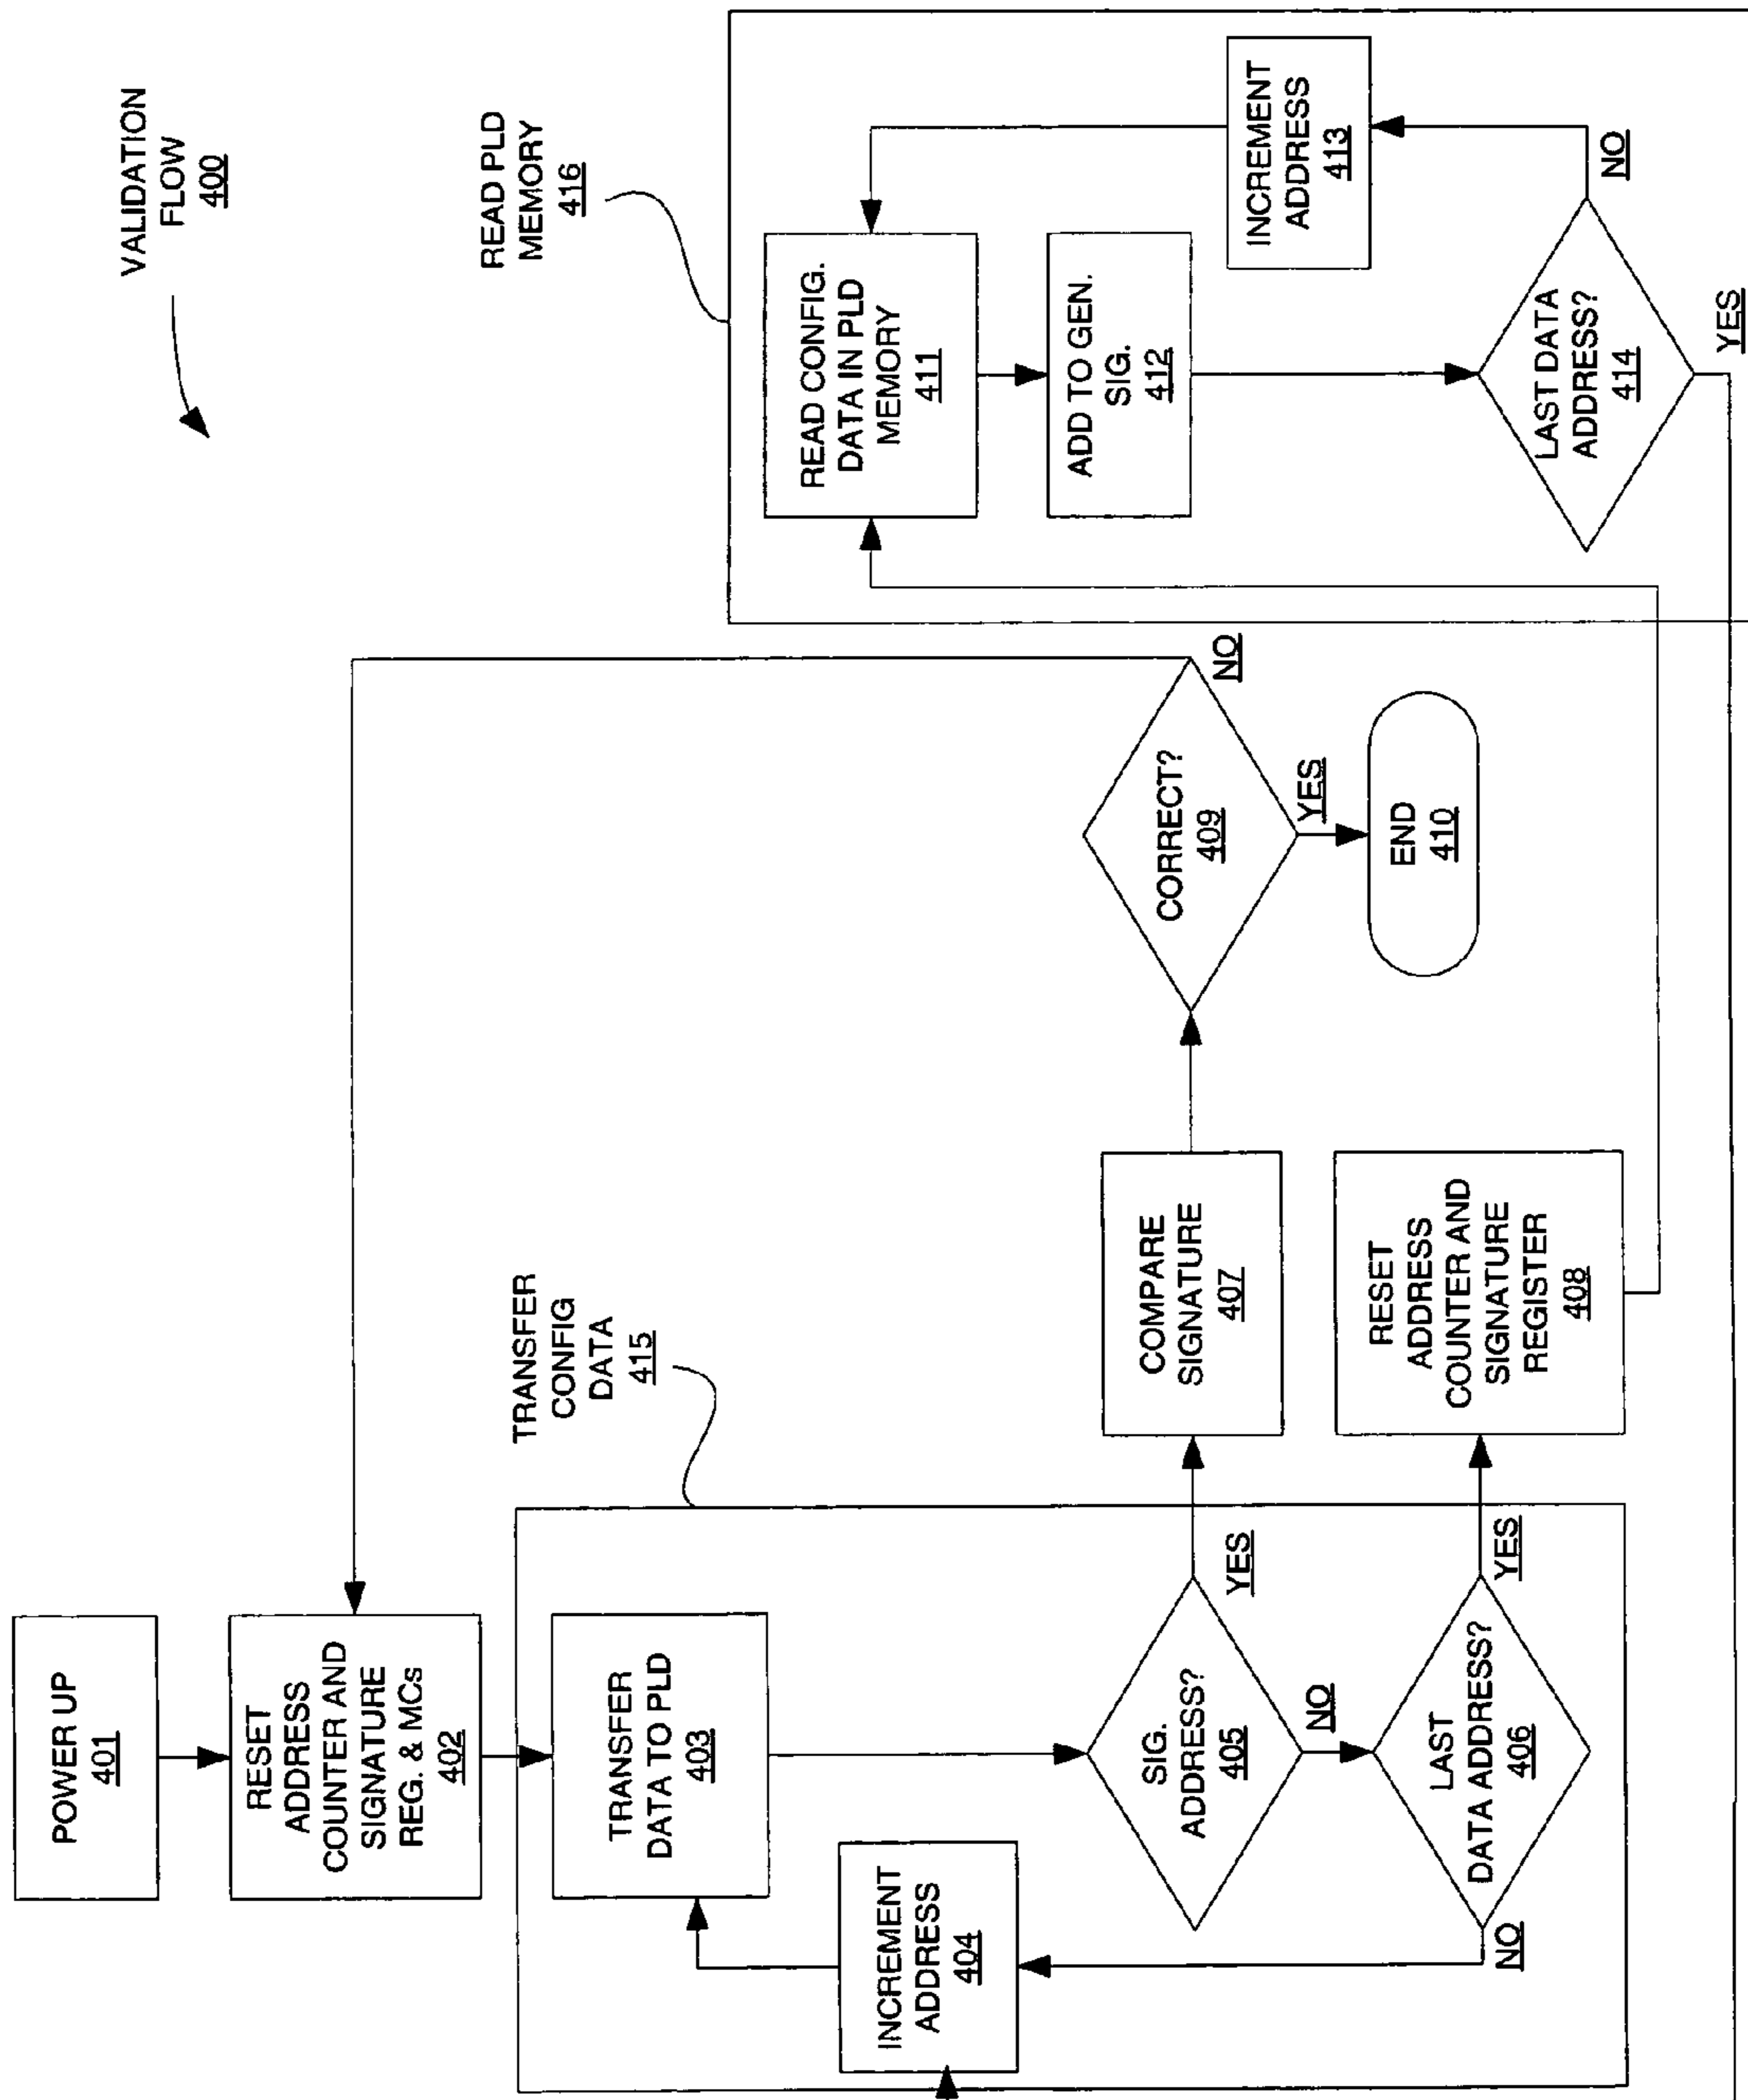 VALIDATION
FLOW
400
POWER UP
401
RESET
ADDRESS
COUNTER AND
SIGNATURE
REG. & MCs
402
TRANSFER
CONFIG
DATA
415
TRANSFER
DATA TO PLD
403
INCREMENT
ADDRESS
404
SIG.
ADDRESS?
405
YES
NO
LAST
DATA ADDRESS?
406
YES
NO
COMPARE
SIGNATURE
407
RESET
ADDRESS
COUNTER AND
SIGNATURE
REGISTER
408
CORRECT?
409
NO
YES
END
410
READ PLD
MEMORY
416
READ CONFIG.
DATA IN PLD
MEMORY
411
ADD TO GEN.
SIG.
412
INCREMENT
ADDRESS
413
LAST DATA
ADDRESS?
414
NO
YES